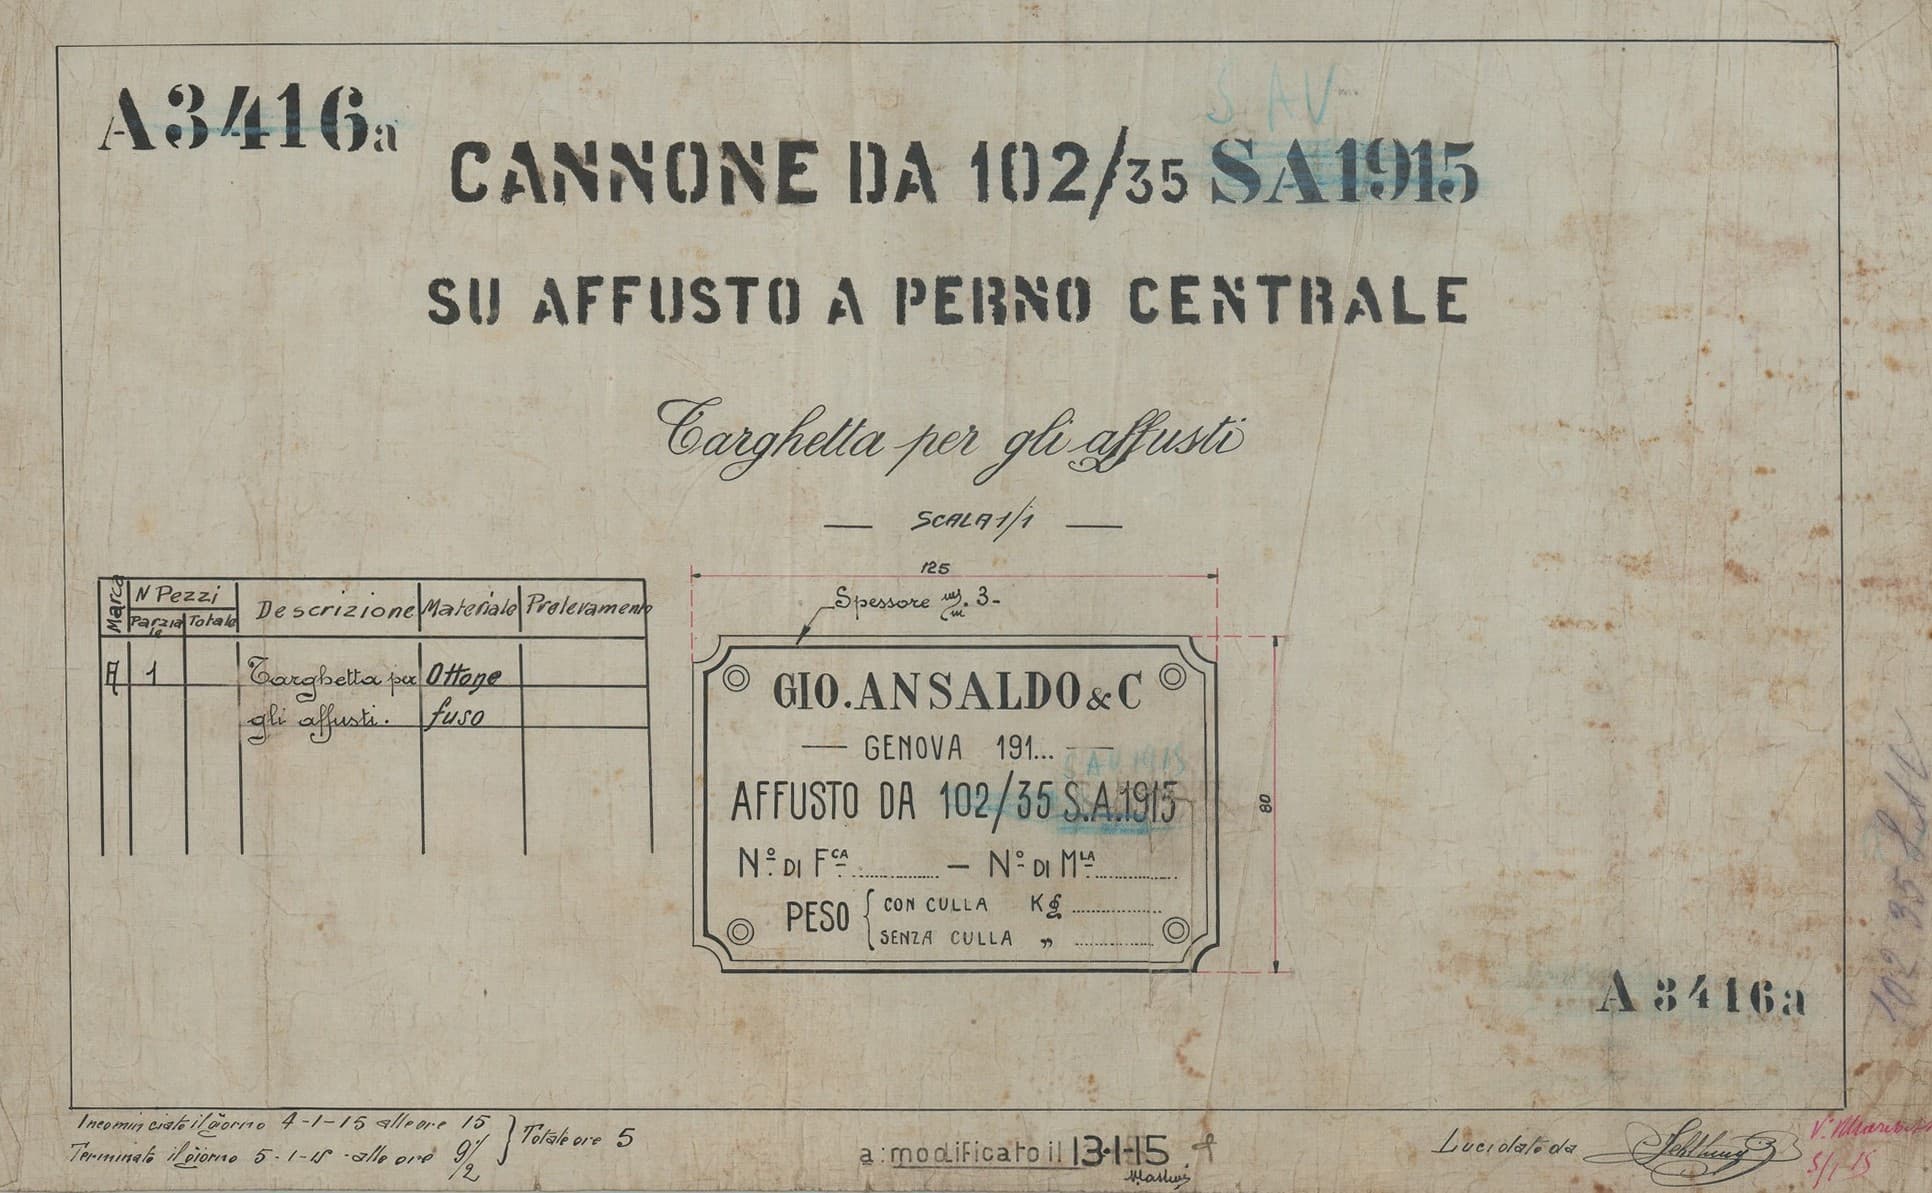 A3416a
SAV
CANNONE DA 102/35 SA1915
SU AFFUSTO A PERNO CENTRALE
Targhetta per gli affusti
— SCALA 1/1 —
Marca
N Pezzi
Parziale
Totale
Descrizione
Materiale
Prelevamento
A 1 Targhetta per Ottone
gli affusti. fuso
125
Spessore m/m. 3-
80
GIO. ANSALDO & C
— GENOVA 191... —
SAV 1915
AFFUSTO DA 102/35 S.A.1915
Nº DI Fᶜᴬ ............ — Nº DI Mᴸᴬ ............
PESO { CON CULLA Kg ............
SENZA CULLA „ ............
A 3416a
102 35
Incominciato il giorno 4-1-15 alle ore 15
Terminato il giorno 5-1-15 - alle ore 9 1/2
} Totale ore 5
a: modificato il 13·1·15
Lucidato da
5/1 15